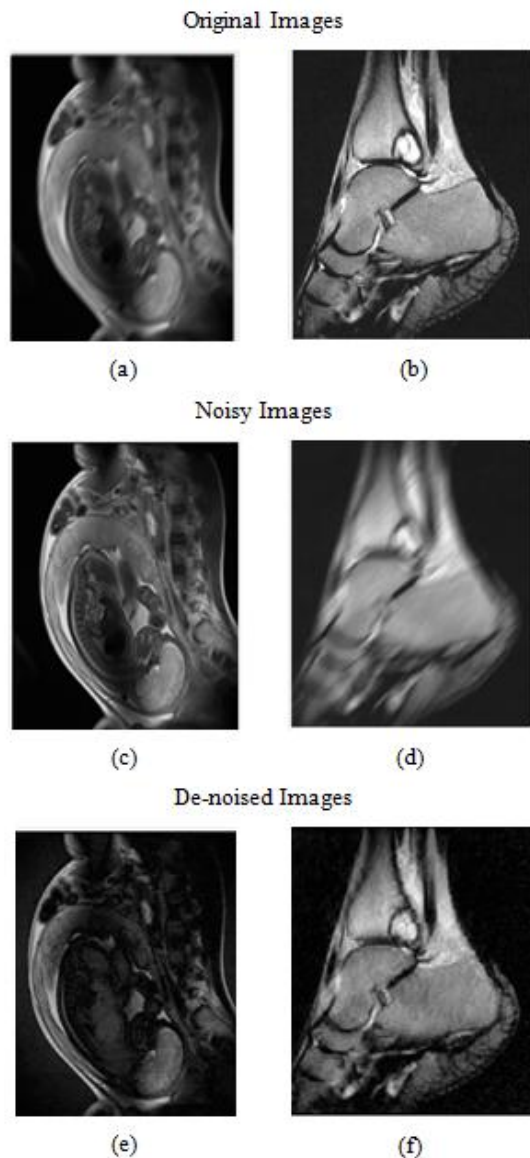 Original Images
(a) (b)
Noisy Images
(c) (d)
De-noised Images
(e) (f)